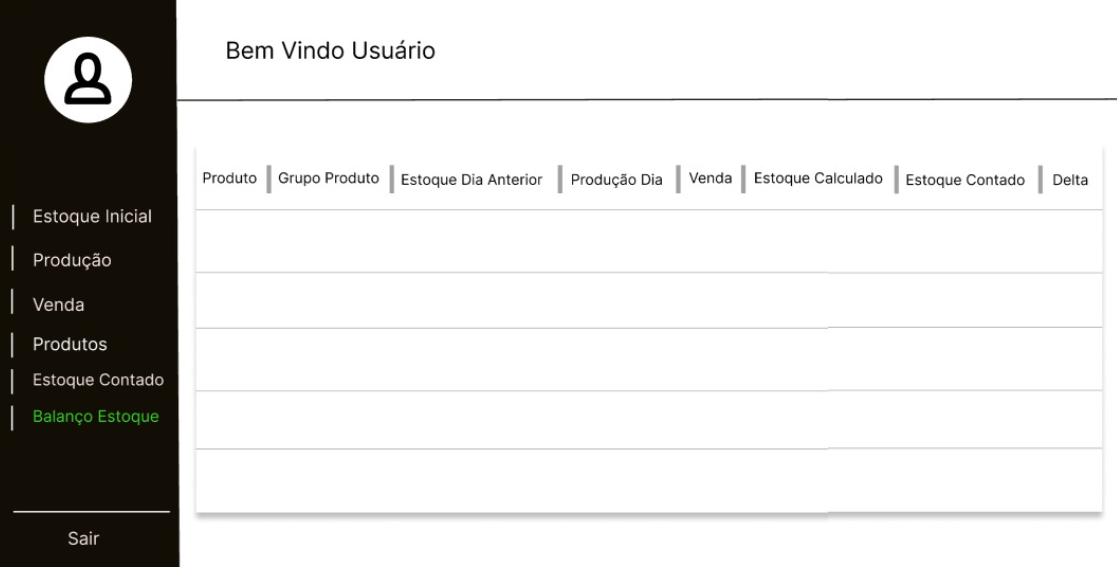 Bem Vindo Usuário
Produto Grupo Produto Estoque Dia Anterior Produção Dia Venda Estoque Calculado Estoque Contado Delta
Estoque Inicial
Produção
Venda
Produtos
Estoque Contado
Balanço Estoque
Sair